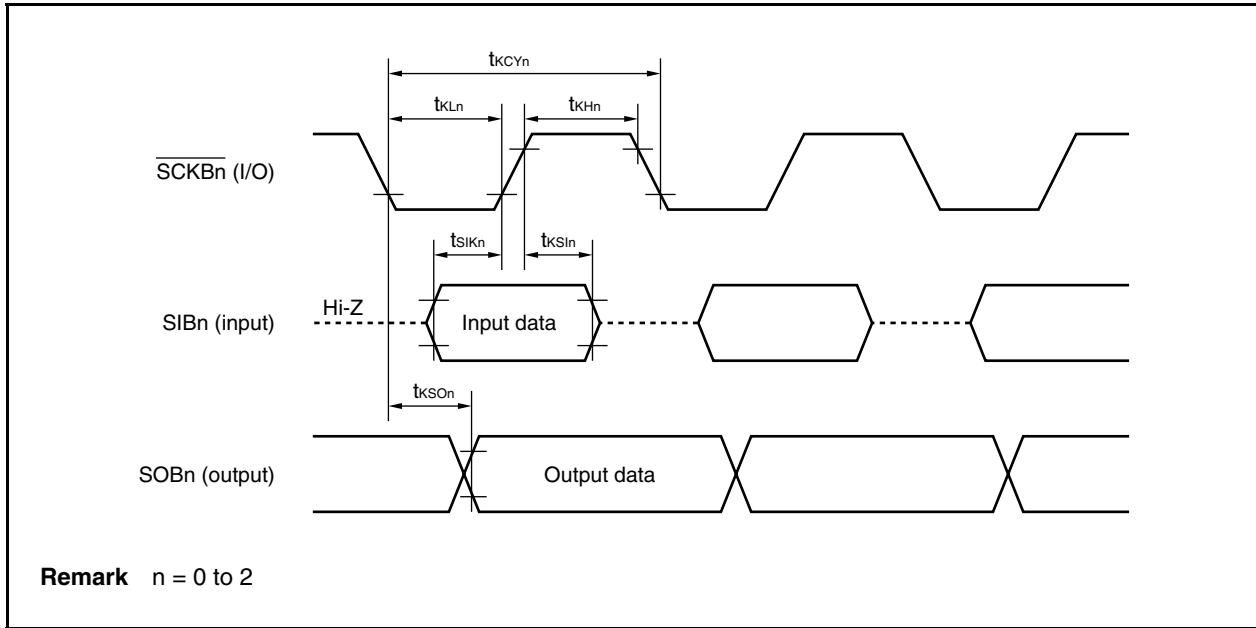 tKCYn
tKLn
tKHn
SCKBn (I/O)
tSIKn
tKSIn
Hi-Z
SIBn (input)
Input data
tKSOn
SOBn (output)
Output data
Remark n = 0 to 2